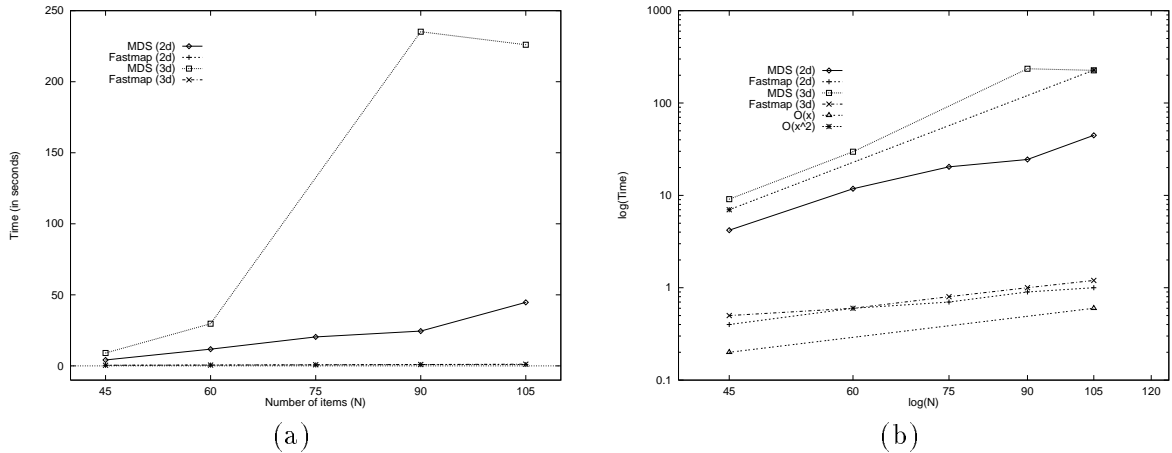 300
250
200
150
100
50
0
Time (in seconds)
MDS (2d)
Fastmap (2d)
MDS (3d)
Fastmap (3d)
45 60 75 90 105
Number of items (N)
(a)
1000
100
10
1
0.1
log(Time)
MDS (2d)
Fastmap (2d)
MDS (3d)
Fastmap (3d)
O(x)
O(x^2)
45 60 75 90 105 120
log(N)
(b)